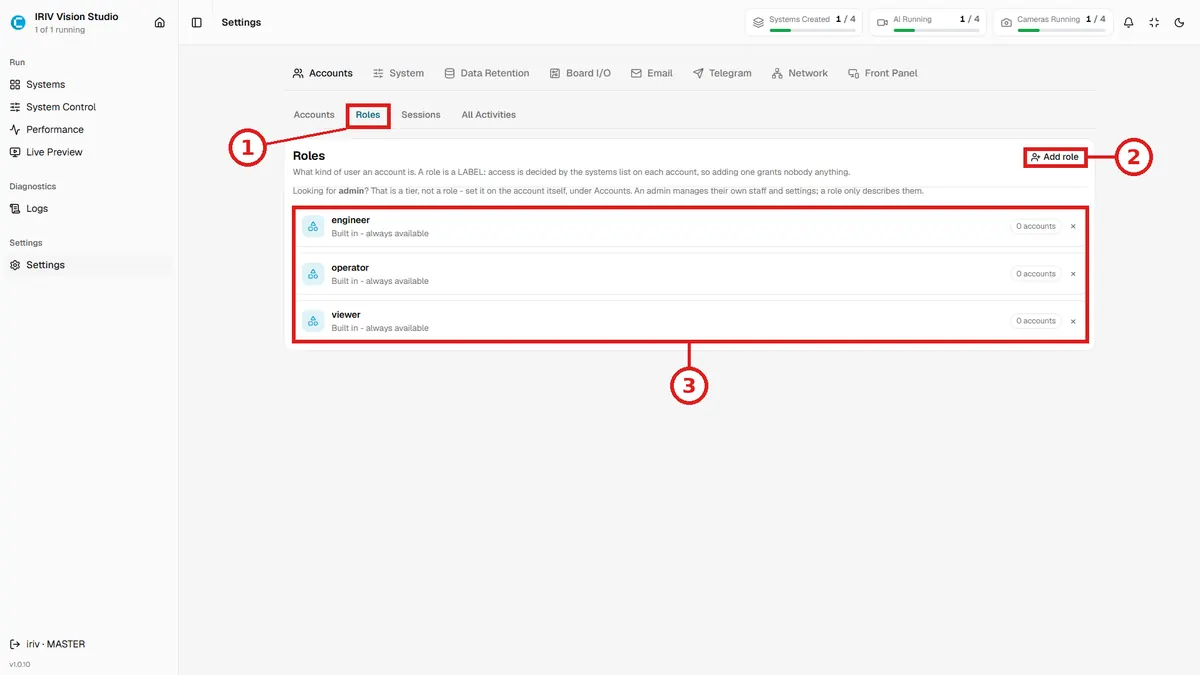 IRIV Vision Studio
1 of 1 running
Settings
Systems Created 1 / 4
AI Running 1 / 4
Cameras Running 1 / 4
Run
Systems
System Control
Performance
Live Preview
Diagnostics
Logs
Settings
Settings
Accounts System Data Retention Board I/O Email Telegram Network Front Panel
Accounts Roles Sessions All Activities
1
Roles
Add role
2
What kind of user an account is. A role is a LABEL: access is decided by the systems list on each account, so adding one grants nobody anything.
Looking for admin? That is a tier, not a role - set it on the account itself, under Accounts. An admin manages their own staff and settings; a role only describes them.
engineer
Built in - always available
0 accounts ×
operator
Built in - always available
0 accounts ×
viewer
Built in - always available
0 accounts ×
3
iriv · MASTER
v1.0.10